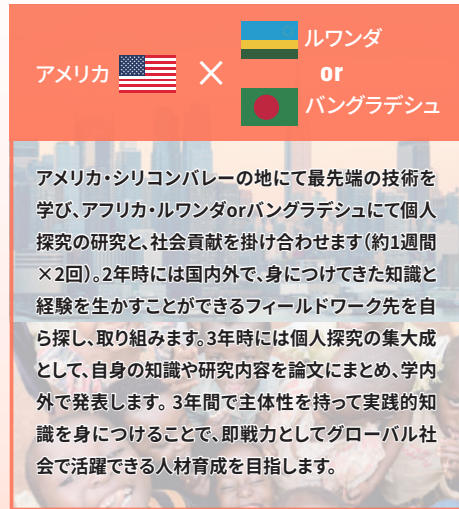 アメリカ × ルワンダ
or
バングラデシュ
アメリカ・シリコンバレーの地にて最先端の技術を
学び、アフリカ・ルワンダorバングラデシュにて個人
探究の研究と、社会貢献を掛け合わせます(約1週間
×2回)。2年時には国内外で、身につけてきた知識と
経験を生かすことができるフィールドワーク先を自
ら探し、取り組みます。3年時には個人探究の集大成
として、自身の知識や研究内容を論文にまとめ、学内
外で発表します。 3年間で主体性を持って実践的知
識を身につけることで、即戦力としてグローバル社
会で活躍できる人材育成を目指します。